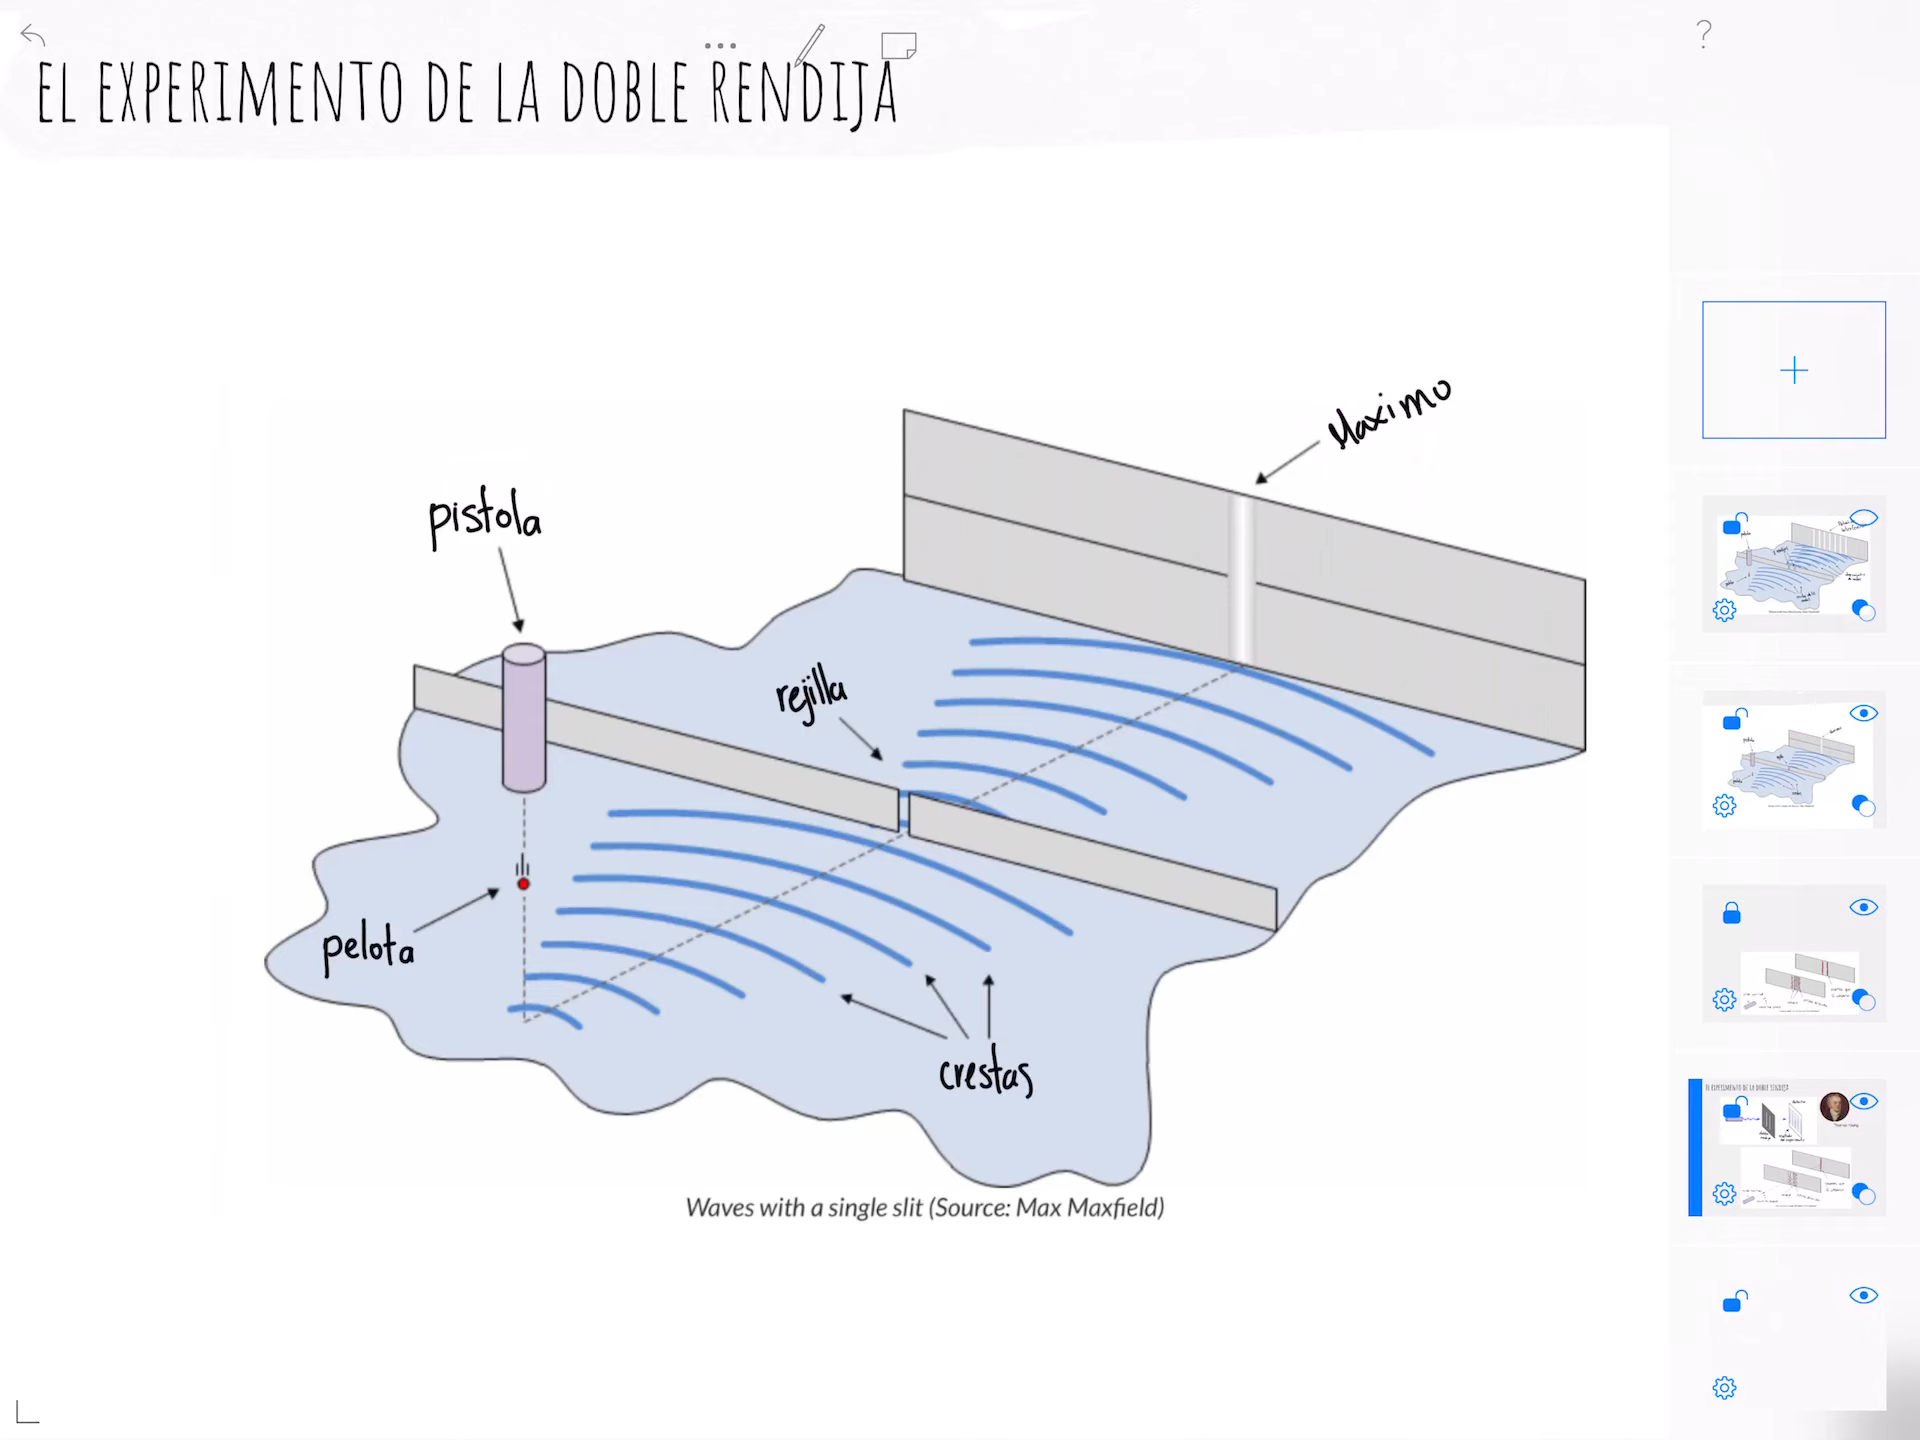 EL EXPERIMENTO DE LA DOBLE RENDIJA
?
Maximo
pistola
rejilla
pelota
crestas
Waves with a single slit (Source: Max Maxfield)